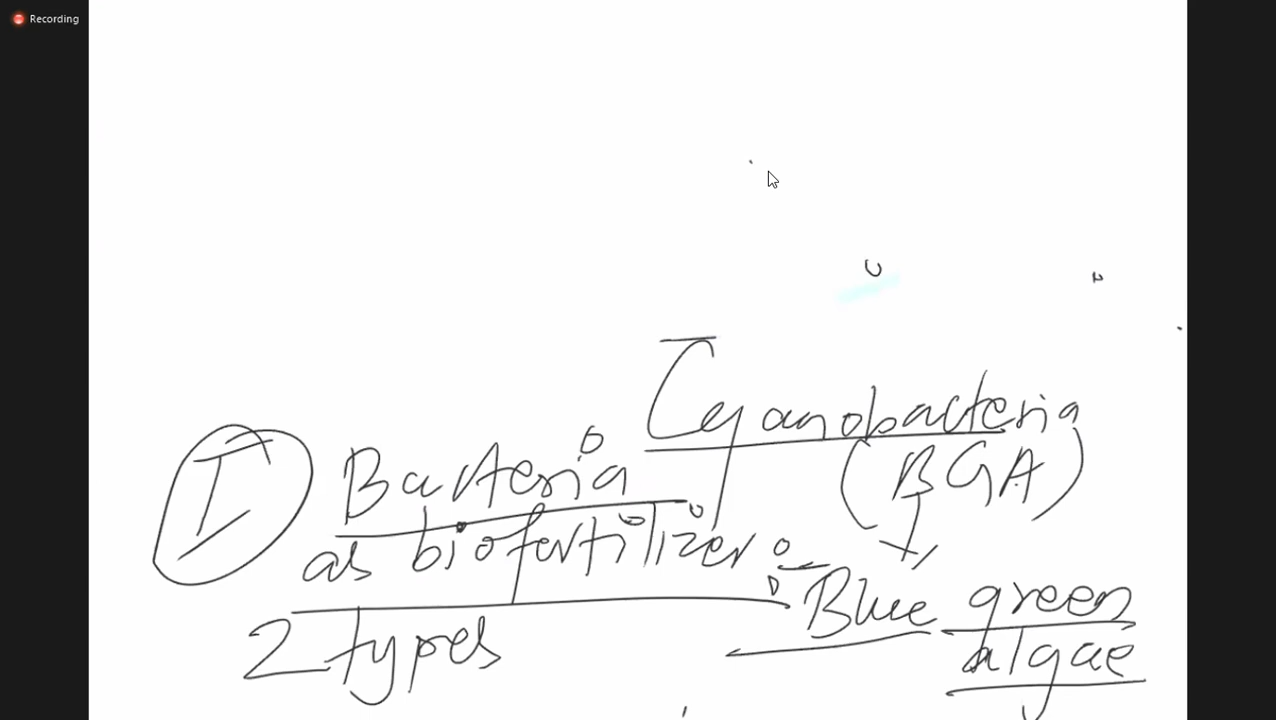 Recording
Cyanobacteria
(BGA)
I Bacteria
as biofertilizer :-
Blue green
algae
2 types